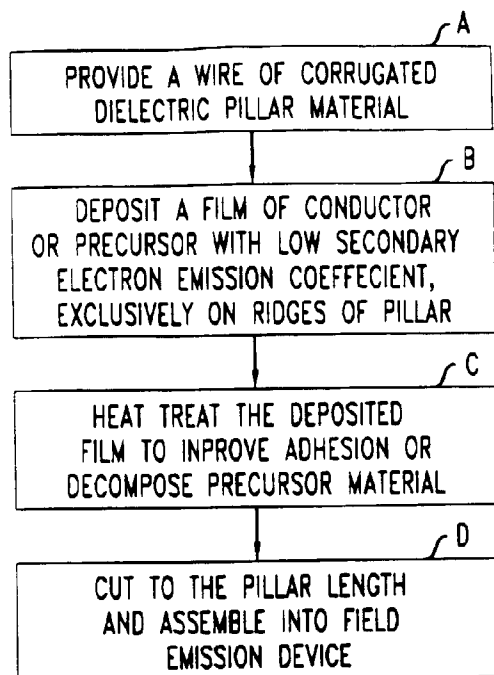 A
PROVIDE A WIRE OF CORRUGATED
DIELECTRIC PILLAR MATERIAL
B
DEPOSIT A FILM OF CONDUCTOR
OR PRECURSOR WITH LOW SECONDARY
ELECTRON EMISSION COEFFECIENT,
EXCLUSIVELY ON RIDGES OF PILLAR
C
HEAT TREAT THE DEPOSITED
FILM TO INPROVE ADHESION OR
DECOMPOSE PRECURSOR MATERIAL
D
CUT TO THE PILLAR LENGTH
AND ASSEMBLE INTO FIELD
EMISSION DEVICE